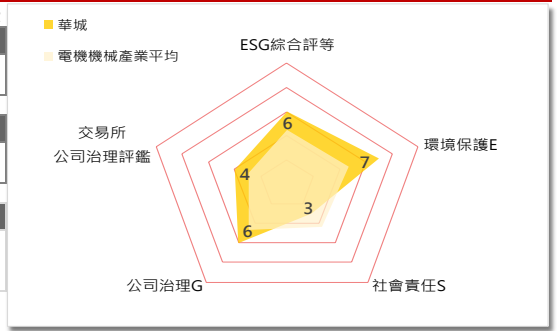 華城
電機機械產業平均
ESG綜合評等
6
環境保護E
7
交易所
公司治理評鑑
4
3
6
公司治理G
社會責任S